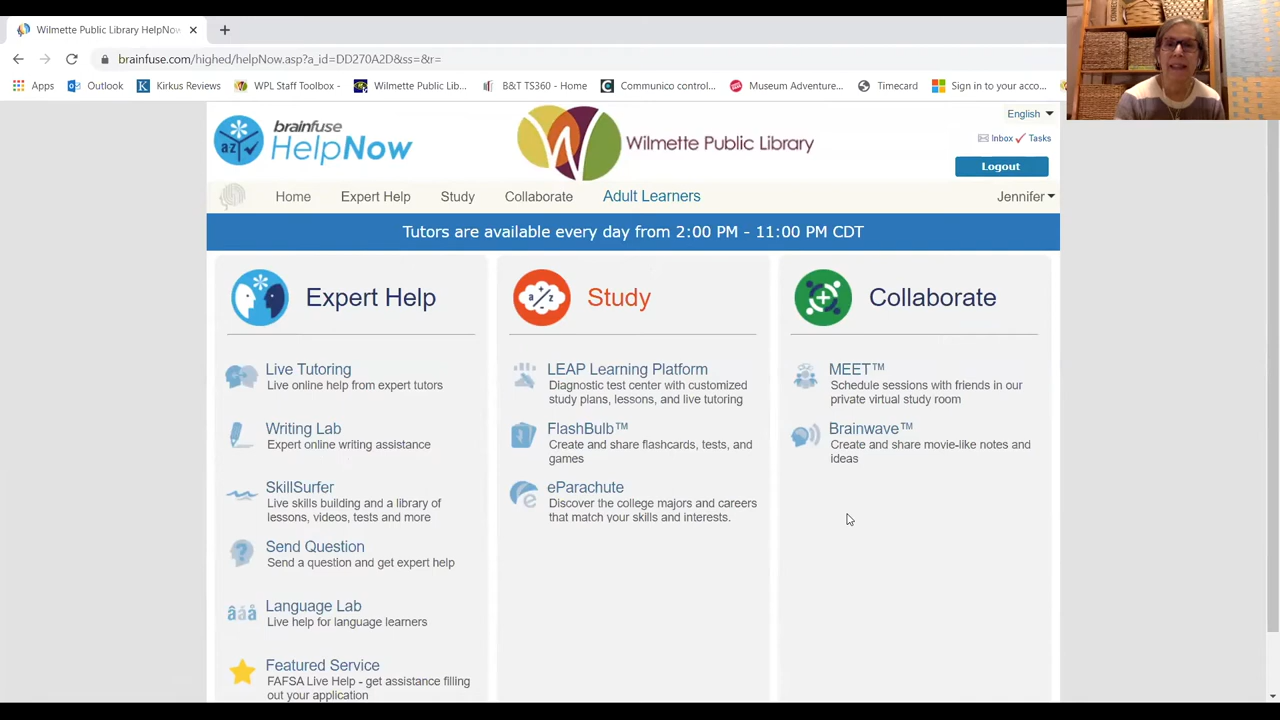 Wilmette Public Library HelpNow
brainfuse.com/highed/helpNow.asp?a_id=DD270A2D&ss=&r=
Apps
Outlook
Kirkus Reviews
WPL Staff Toolbox -
Wilmette Public Lib...
B&T TS360 - Home
Communico control...
Museum Adventure...
Timecard
Sign in to your acco...
English
brainfuse
HelpNow
az
Wilmette Public Library
Inbox
Tasks
Logout
Home
Expert Help
Study
Collaborate
Adult Learners
Jennifer
Tutors are available every day from 2:00 PM - 11:00 PM CDT
Expert Help
Live Tutoring
Live online help from expert tutors
Writing Lab
Expert online writing assistance
SkillSurfer
Live skills building and a library of
lessons, videos, tests and more
Send Question
Send a question and get expert help
Language Lab
Live help for language learners
Featured Service
FAFSA Live Help - get assistance filling
out your application
a/z
Study
LEAP Learning Platform
Diagnostic test center with customized
study plans, lessons, and live tutoring
FlashBulb™
Create and share flashcards, tests, and
games
eParachute
Discover the college majors and careers
that match your skills and interests.
Collaborate
MEET™
Schedule sessions with friends in our
private virtual study room
Brainwave™
Create and share movie-like notes and
ideas